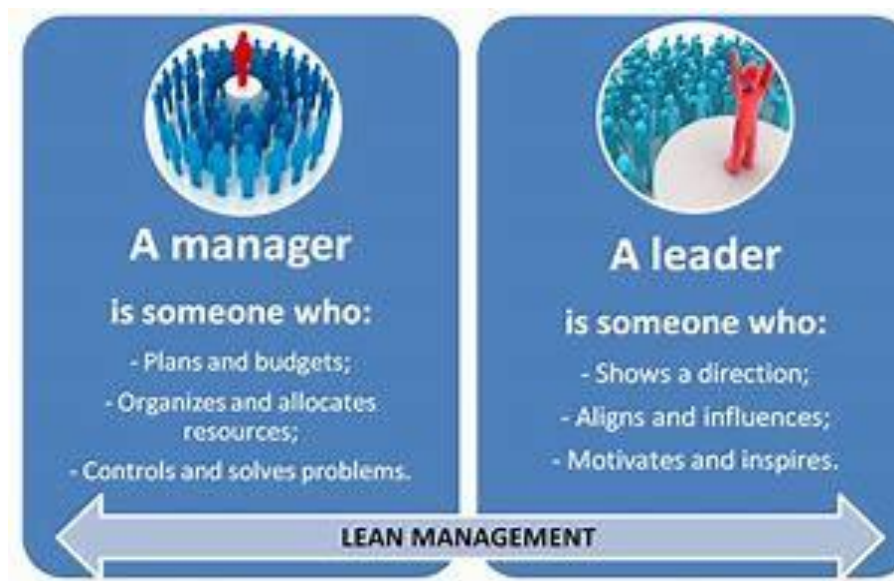 A manager
is someone who:
- Plans and budgets;
- Organizes and allocates
resources;
- Controls and solves problems.
A leader
is someone who:
- Shows a direction;
- Aligns and influences;
- Motivates and inspires.
LEAN MANAGEMENT